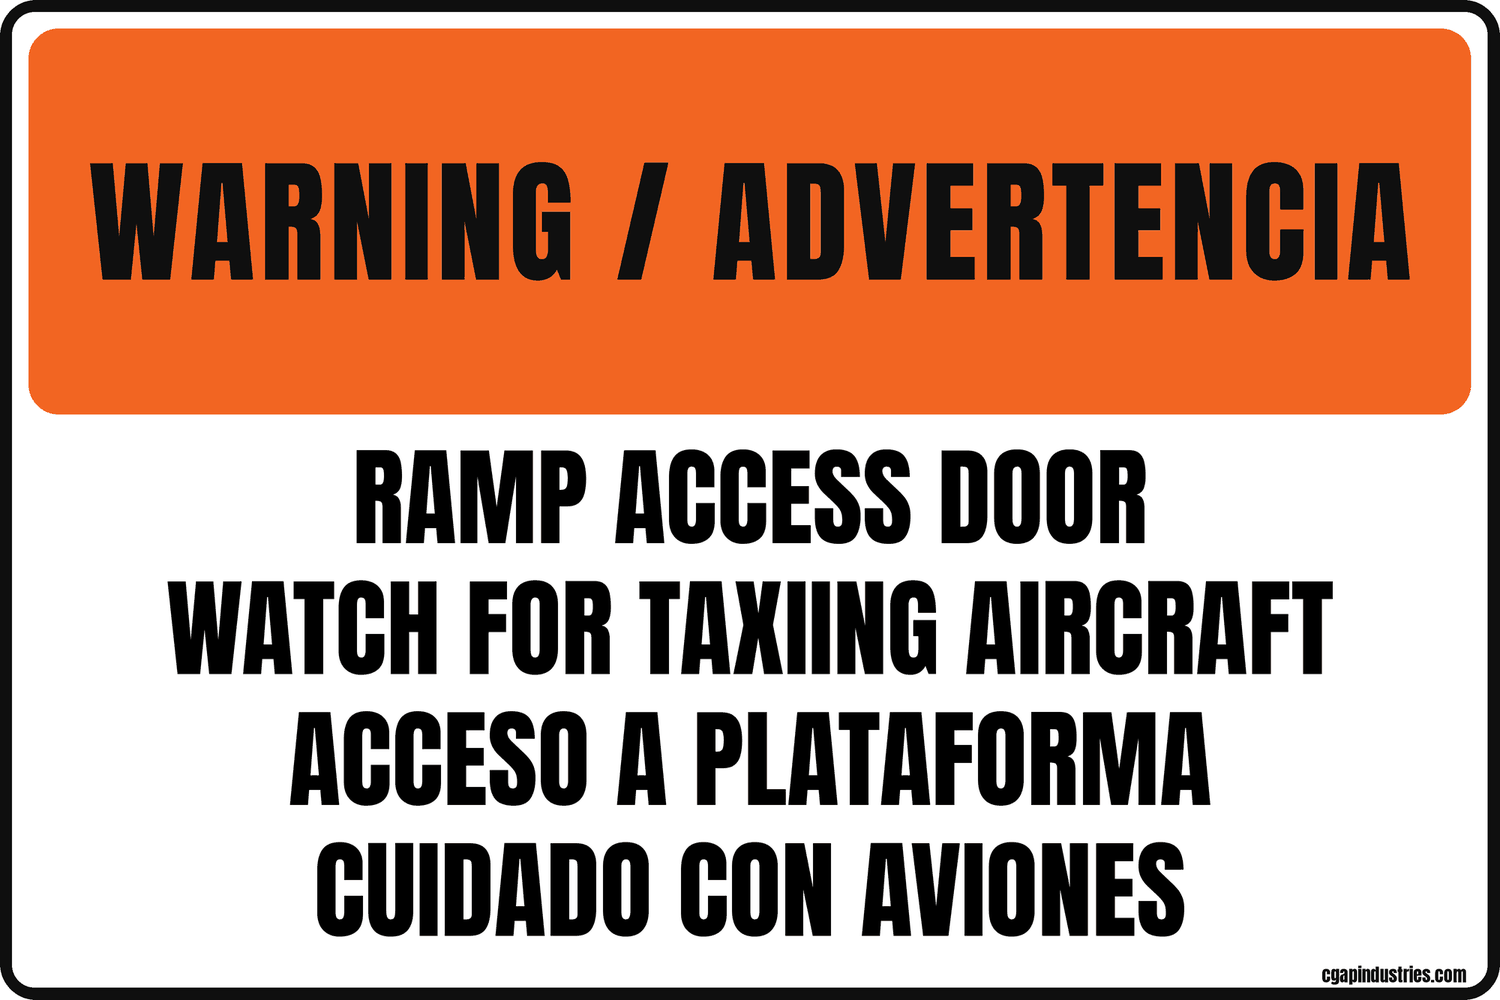 WARNING / ADVERTENCIA
RAMP ACCESS DOOR
WATCH FOR TAXIING AIRCRAFT
ACCESO A PLATAFORMA
CUIDADO CON AVIONES
cgapindustries.com